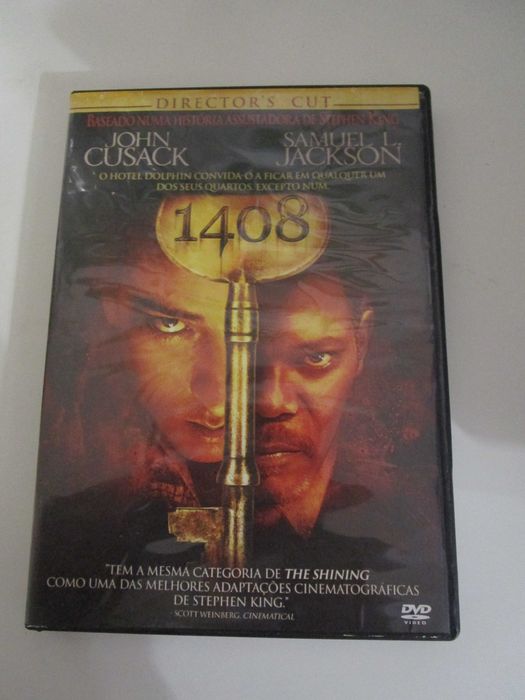 DIRECTOR'S CUT
BASEADO NUMA HISTÓRIA ASSUSTADORA DE STEPHEN KING
JOHN CUSACK
SAMUEL L. JACKSON
O HOTEL DOLPHIN CONVIDA-O A FICAR EM QUALQUER UM
DOS SEUS QUARTOS. EXCEPTO NUM.
1408
"TEM A MESMA CATEGORIA DE THE SHINING
COMO UMA DAS MELHORES ADAPTAÇÕES CINEMATOGRÁFICAS
DE STEPHEN KING."
- SCOTT WEINBERG, CINEMATICAL
DVD
VIDEO